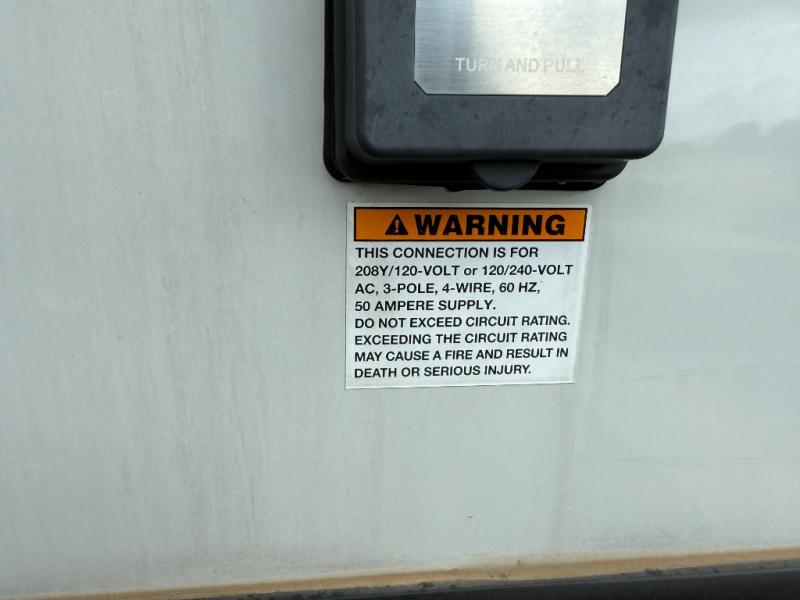 TURN AND PULL
WARNING
THIS CONNECTION IS FOR
208Y/120-VOLT or 120/240-VOLT
AC, 3-POLE, 4-WIRE, 60 HZ,
50 AMPERE SUPPLY.
DO NOT EXCEED CIRCUIT RATING.
EXCEEDING THE CIRCUIT RATING
MAY CAUSE A FIRE AND RESULT IN
DEATH OR SERIOUS INJURY.